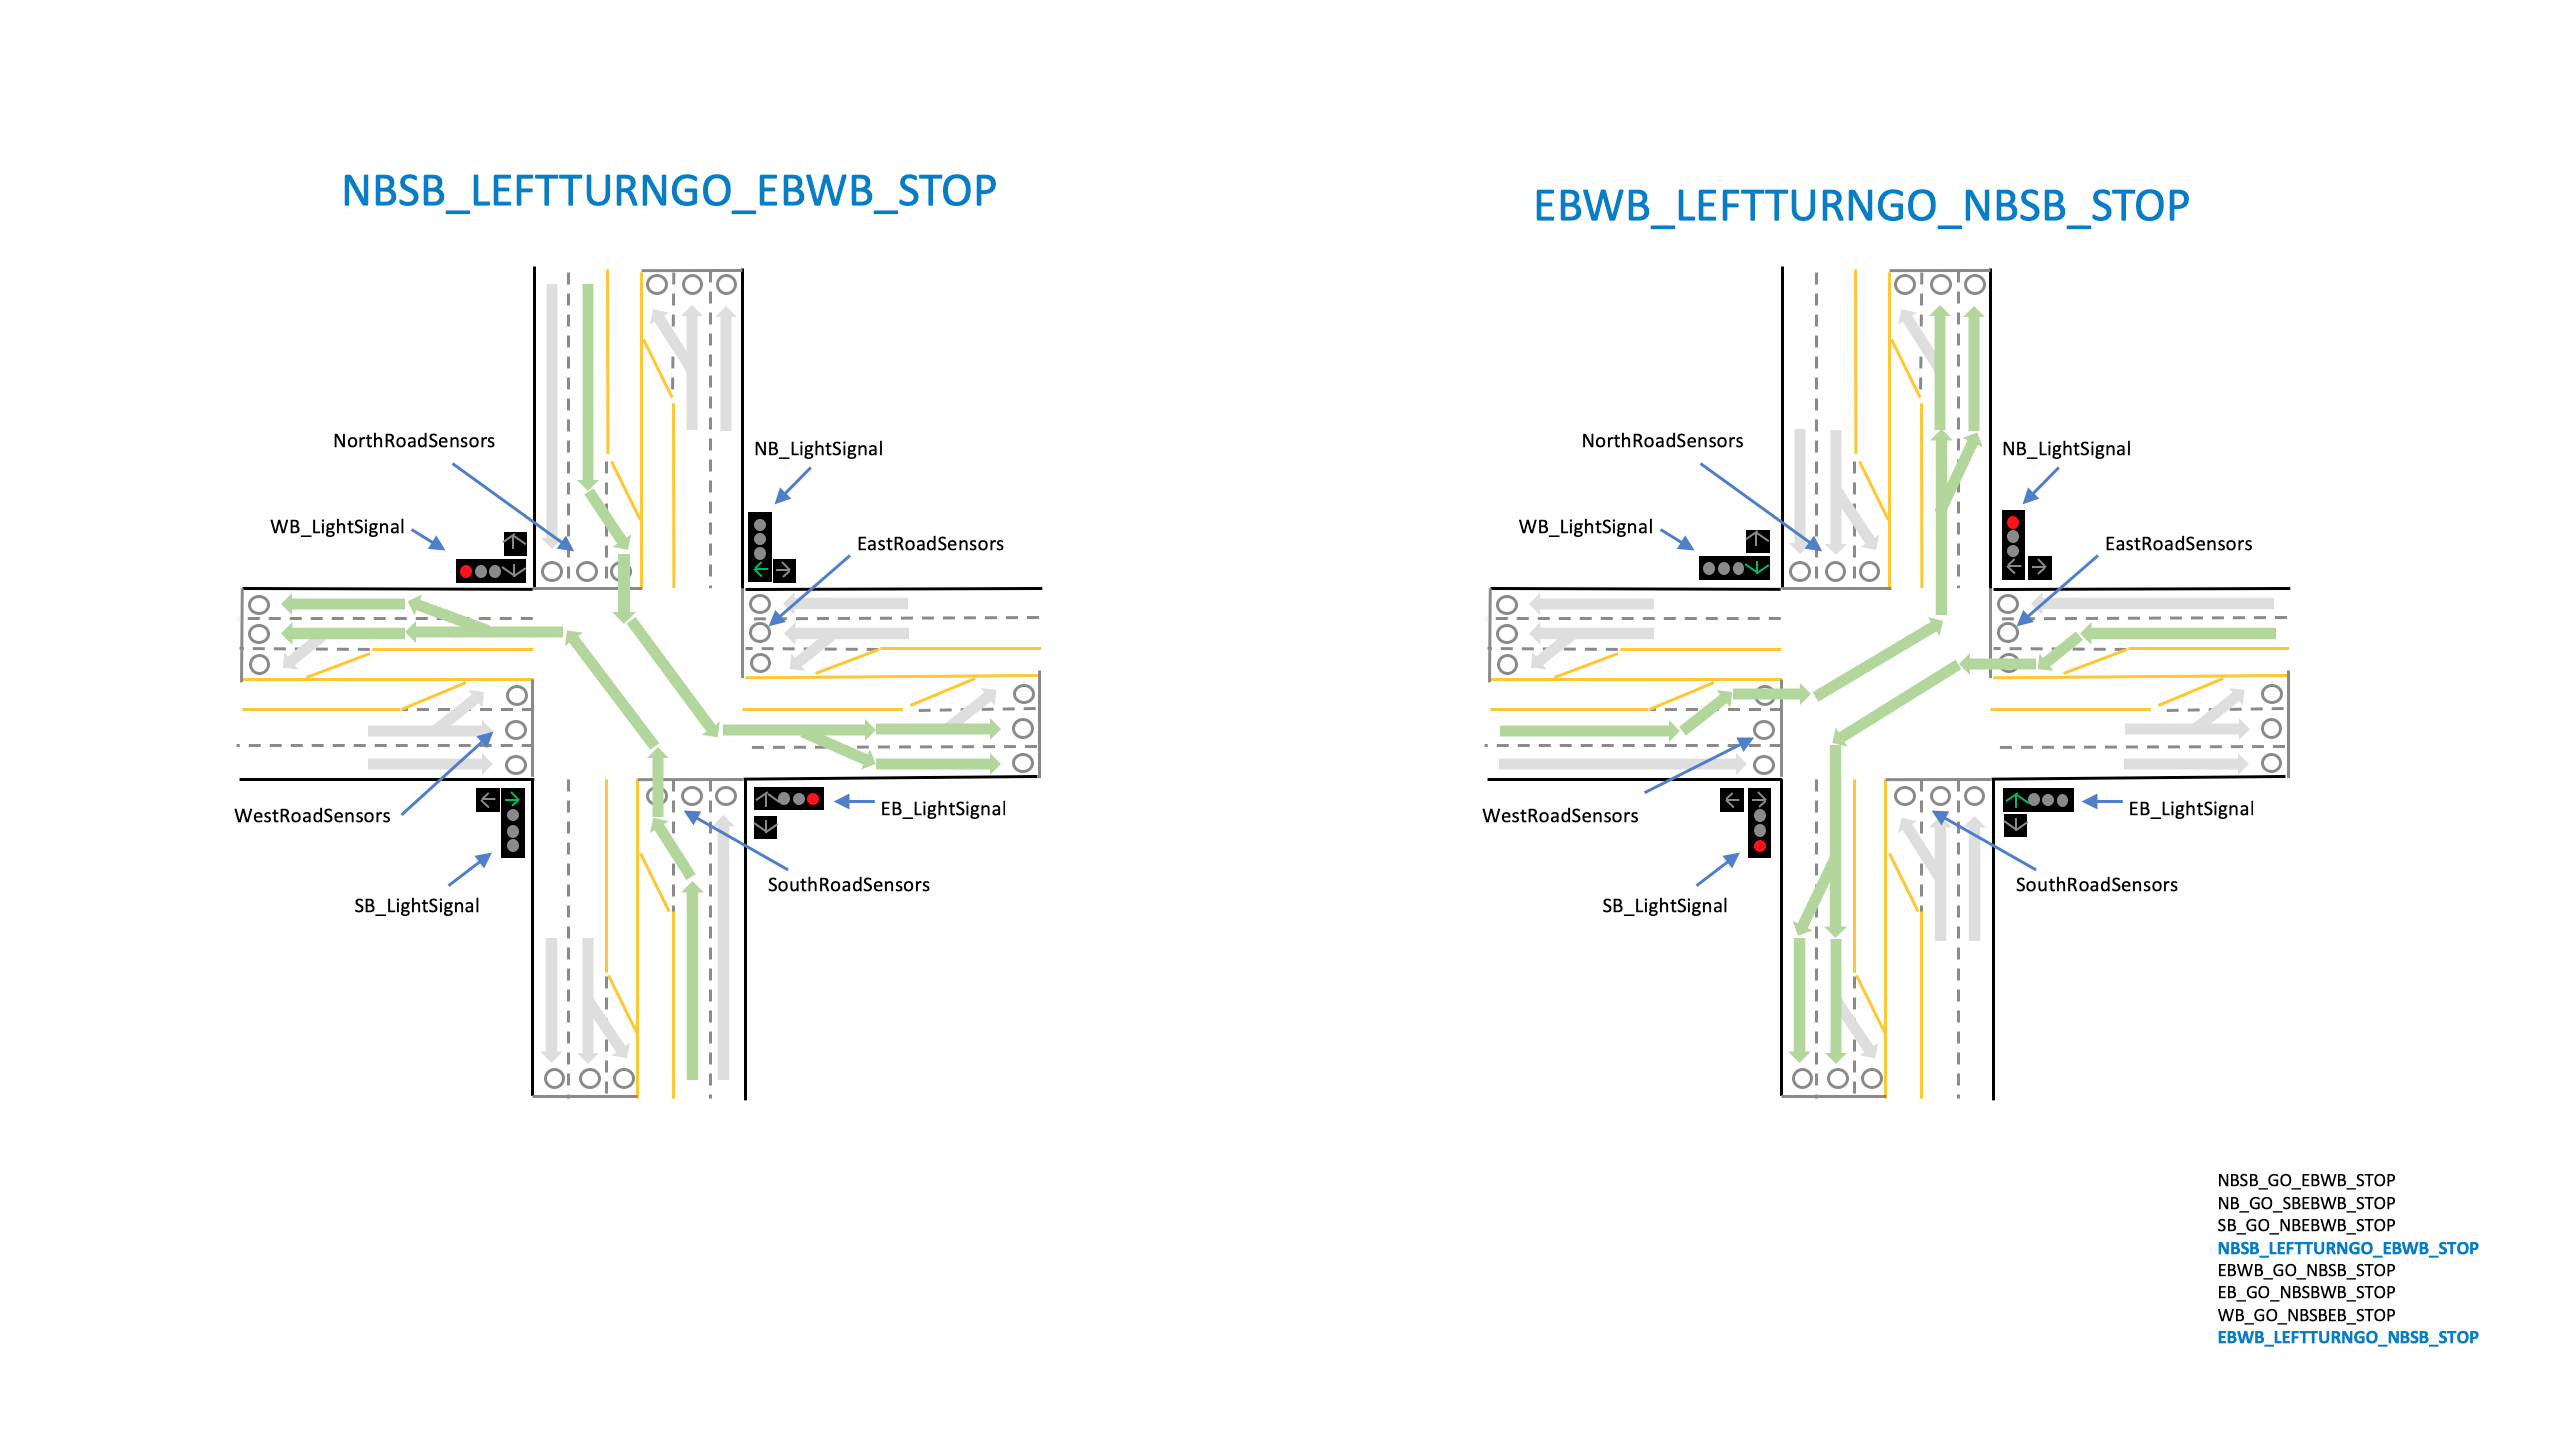 NBSB_LEFTTURNGO_EBWB_STOP
NorthRoadSensors
NB_LightSignal
WB_LightSignal
EastRoadSensors
WestRoadSensors
EB_LightSignal
SB_LightSignal
SouthRoadSensors
EBWB_LEFTTURNGO_NBSB_STOP
NorthRoadSensors
NB_LightSignal
WB_LightSignal
EastRoadSensors
WestRoadSensors
EB_LightSignal
SB_LightSignal
SouthRoadSensors
NBSB_GO_EBWB_STOP
NB_GO_SBEBWB_STOP
SB_GO_NBEBWB_STOP
NBSB_LEFTTURNGO_EBWB_STOP
EBWB_GO_NBSB_STOP
EB_GO_NBSBWB_STOP
WB_GO_NBSBEB_STOP
EBWB_LEFTTURNGO_NBSB_STOP